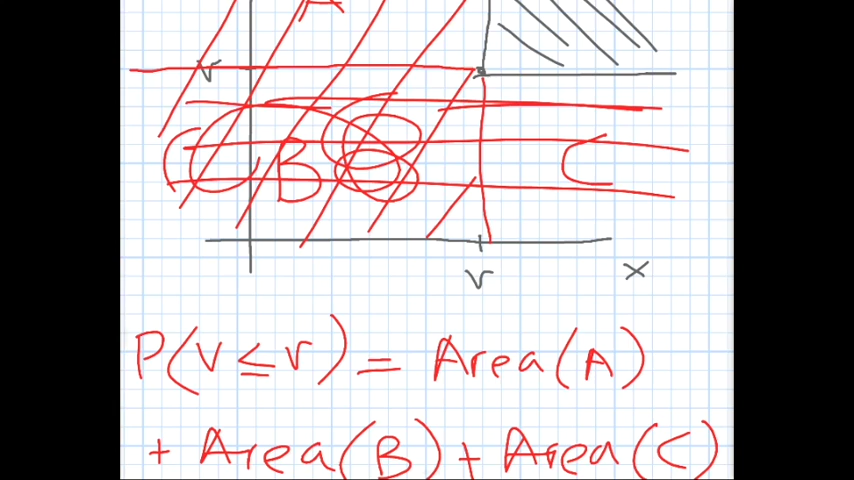 A
v
B C
v x
P(V ≤ v) = Area(A)
+ Area(B) + Area(C)